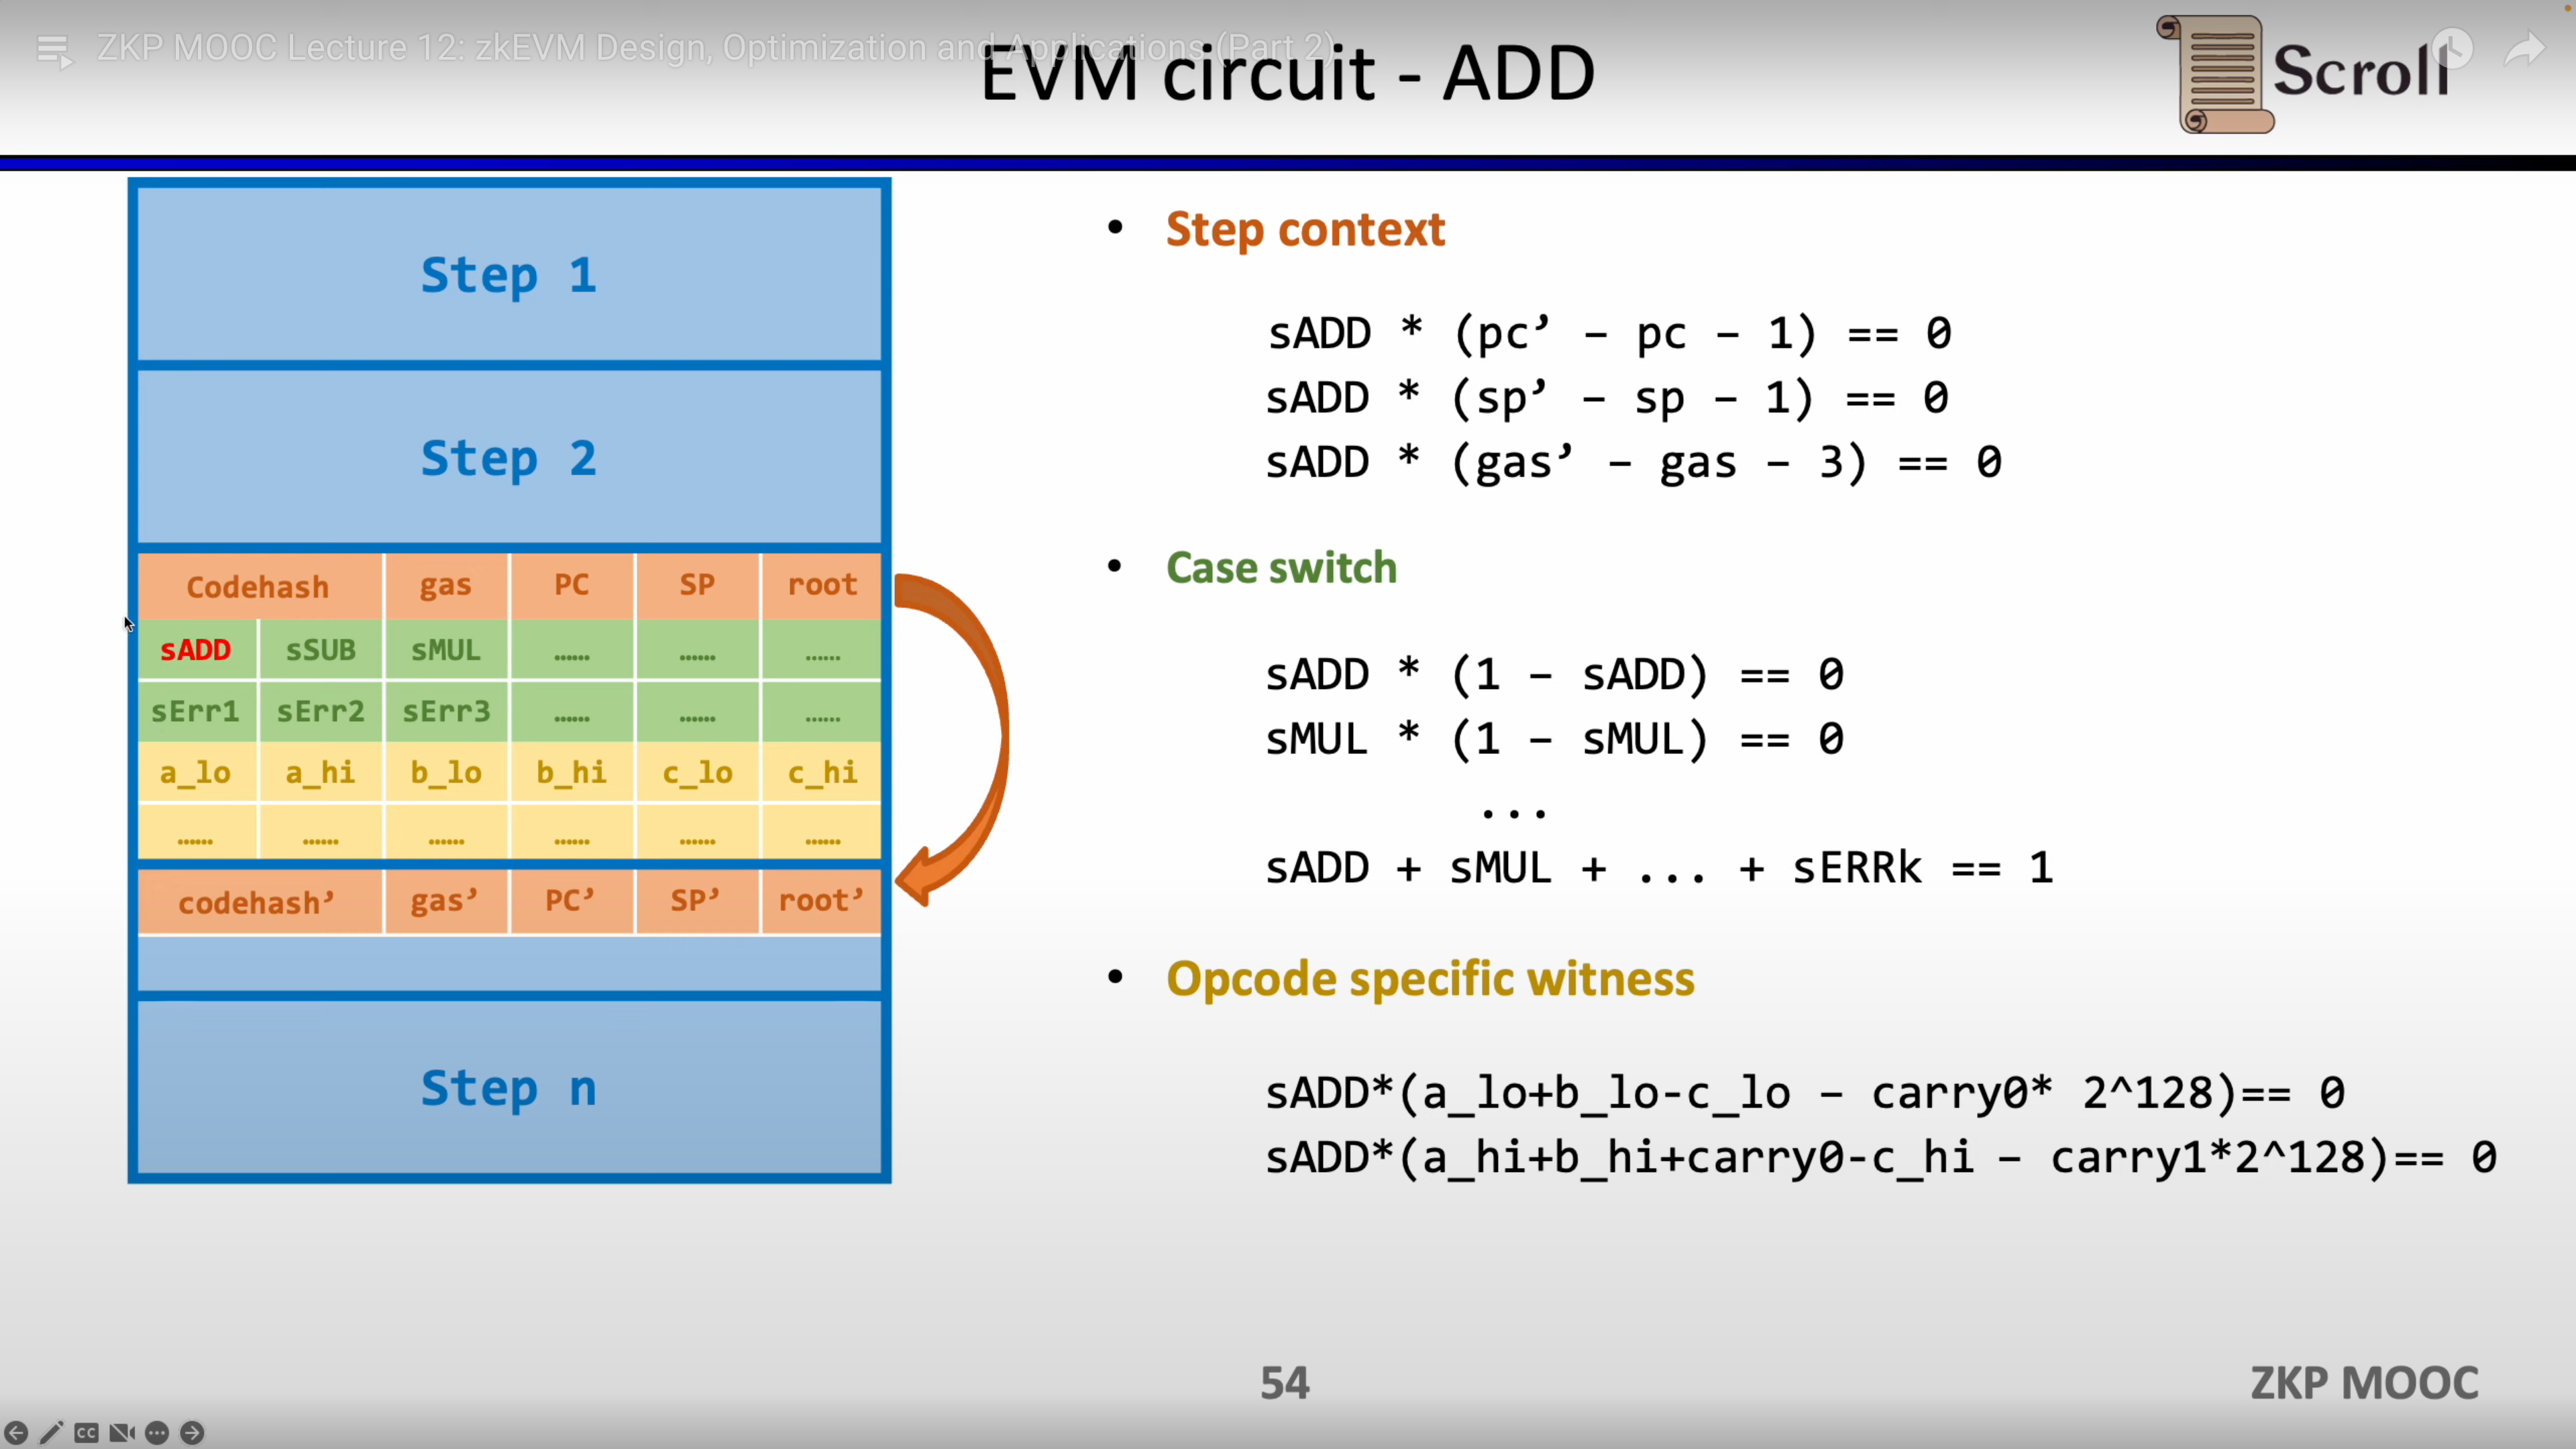 ZKP MOOC Lecture 12: zkEVM Design, Optimization and Applications (Part 2)
EVM circuit - ADD
Scroll
Step 1
Step 2
Codehash gas PC SP root
sADD sSUB sMUL ...... ...... ......
sErr1 sErr2 sErr3 ...... ...... ......
a_lo a_hi b_lo b_hi c_lo c_hi
...... ...... ...... ...... ...... ......
codehash’ gas’ PC’ SP’ root’
Step n
• Step context
sADD * (pc’ – pc – 1) == 0
sADD * (sp’ – sp – 1) == 0
sADD * (gas’ – gas – 3) == 0
• Case switch
sADD * (1 – sADD) == 0
sMUL * (1 – sMUL) == 0
...
sADD + sMUL + ... + sERRk == 1
• Opcode specific witness
sADD*(a_lo+b_lo-c_lo – carry0* 2^128)== 0
sADD*(a_hi+b_hi+carry0-c_hi – carry1*2^128)== 0
54
ZKP MOOC
CC